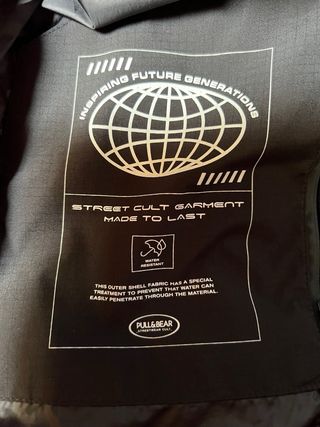 INSPIRING FUTURE GENERATIONS
STREET CULT GARMENT
MADE TO LAST
WATER
RESISTANT
THIS OUTER SHELL FABRIC HAS A SPECIAL
TREATMENT TO PREVENT THAT WATER CAN
EASILY PENETRATE THROUGH THE MATERIAL.
PULL&BEAR
STREETWEAR CULT.